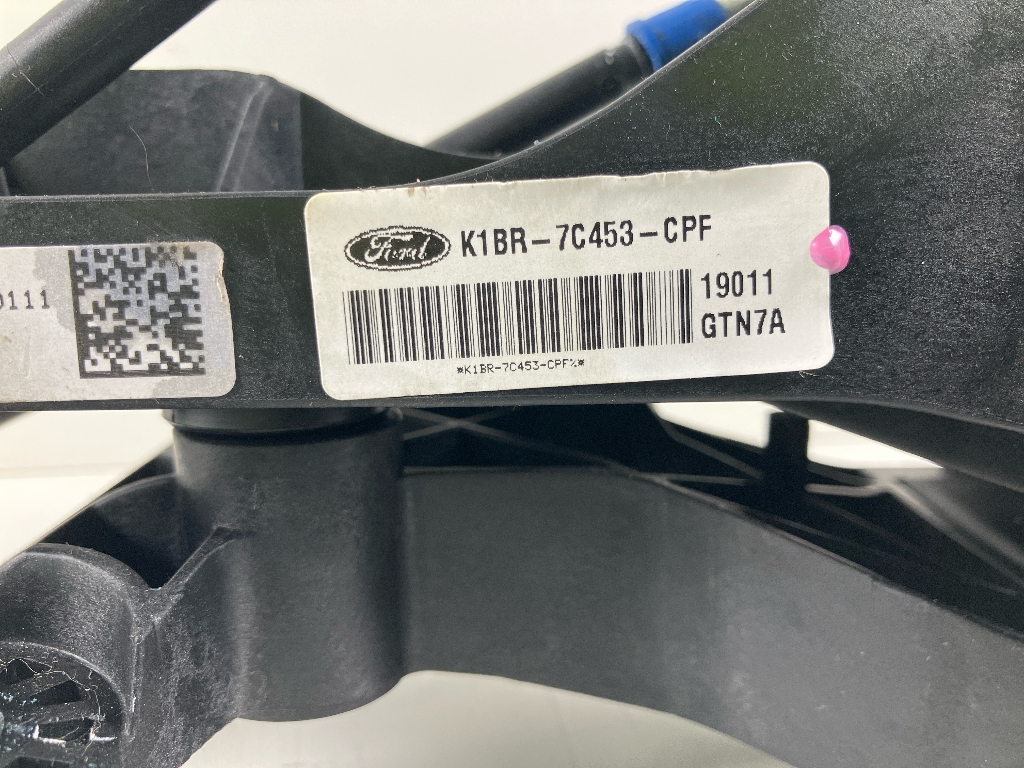 Ford K1BR-7C453-CPF
19011
GTN7A
*K1BR-7C453-CPF%*
0111